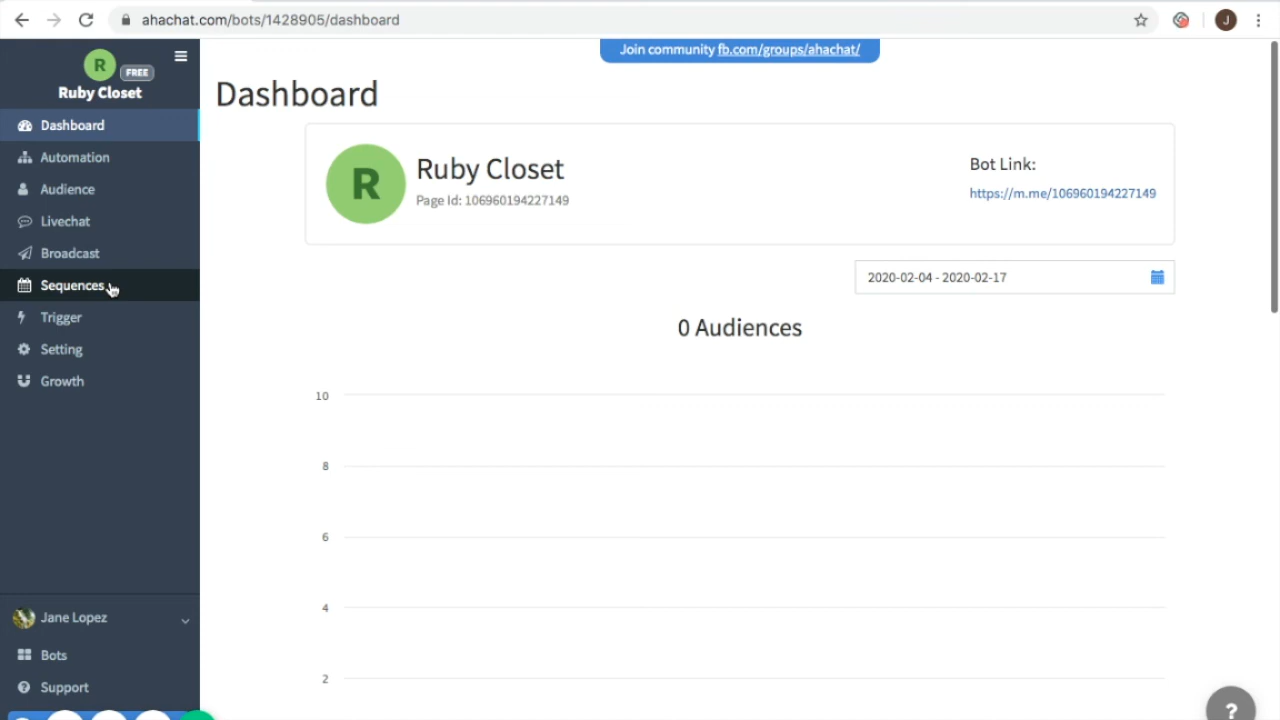 ahachat.com/bots/1428905/dashboard
J
R
FREE
Ruby Closet
Dashboard
Automation
Audience
Livechat
Broadcast
Sequences
Trigger
Setting
Growth
Jane Lopez
Bots
Support
Join community fb.com/groups/ahachat/
Dashboard
R
Ruby Closet
Page Id: 106960194227149
Bot Link:
https://m.me/106960194227149
2020-02-04 - 2020-02-17
0 Audiences
10
8
6
4
2
?